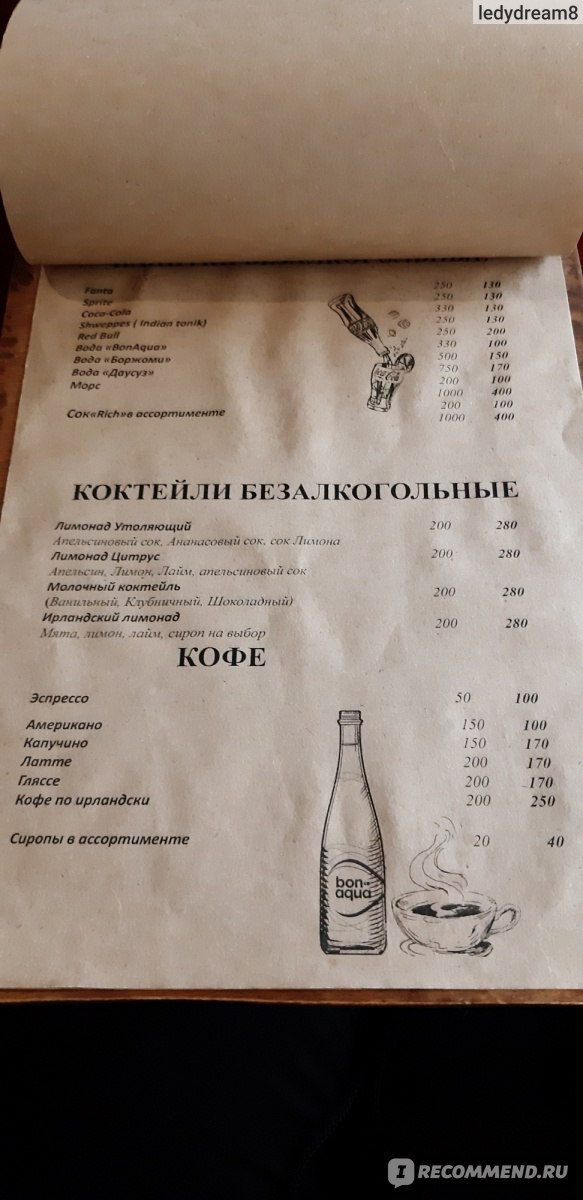 ledydream8
Fanta 250 130
Sprite 250 130
Coca-Cola 330 130
Shweppes ( Indian tonik) 250 130
Red Bull 250 200
Вода «BonAqua» 330 100
Вода «Боржоми» 500 150
Вода «Даусуз» 750 170
Морс 200 100
1000 400
Сок«Rich»в ассортименте 200 100
1000 400
Coca-Cola
КОКТЕЙЛИ БЕЗАЛКОГОЛЬНЫЕ
Лимонад Утоляющий 200 280
Апельсиновый сок, Ананасовый сок, сок Лимона
Лимонад Цитрус 200 280
Апельсин, Лимон, Лайм, апельсиновый сок
Молочный коктейль 200 280
(Ванильный, Клубничный, Шоколадный)
Ирландский лимонад 200 280
Мята, лимон, лайм, сироп на выбор
КОФЕ
Эспрессо 50 100
Американо 150 100
Капучино 150 170
Латте 200 170
Гляссе 200 170
Кофе по ирландски 200 250
Сиропы в ассортименте 20 40
bon
aqua
IRECOMMEND.RU